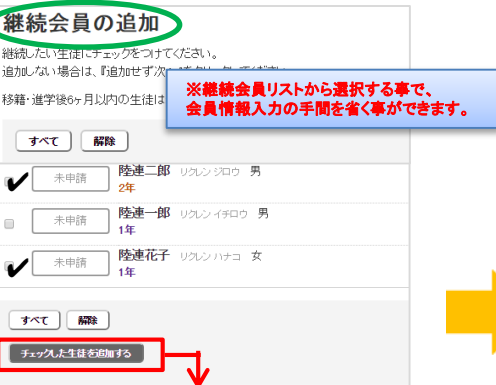 継続会員の追加
継続したい生徒にチェックをつけてください。
追加しない場合は、『追加せず次へ
移籍・進学後6ヶ月以内の生徒は
※継続会員リストから選択する事で、
会員情報入力の手間を省く事ができます。
すべて 解除
未申請 陸連二郎 リクレン ジロウ 男
2年
未申請 陸連一郎 リクレン イチロウ 男
1年
未申請 陸連花子 リクレン ハナコ 女
1年
すべて 解除
チェックした生徒を追加する